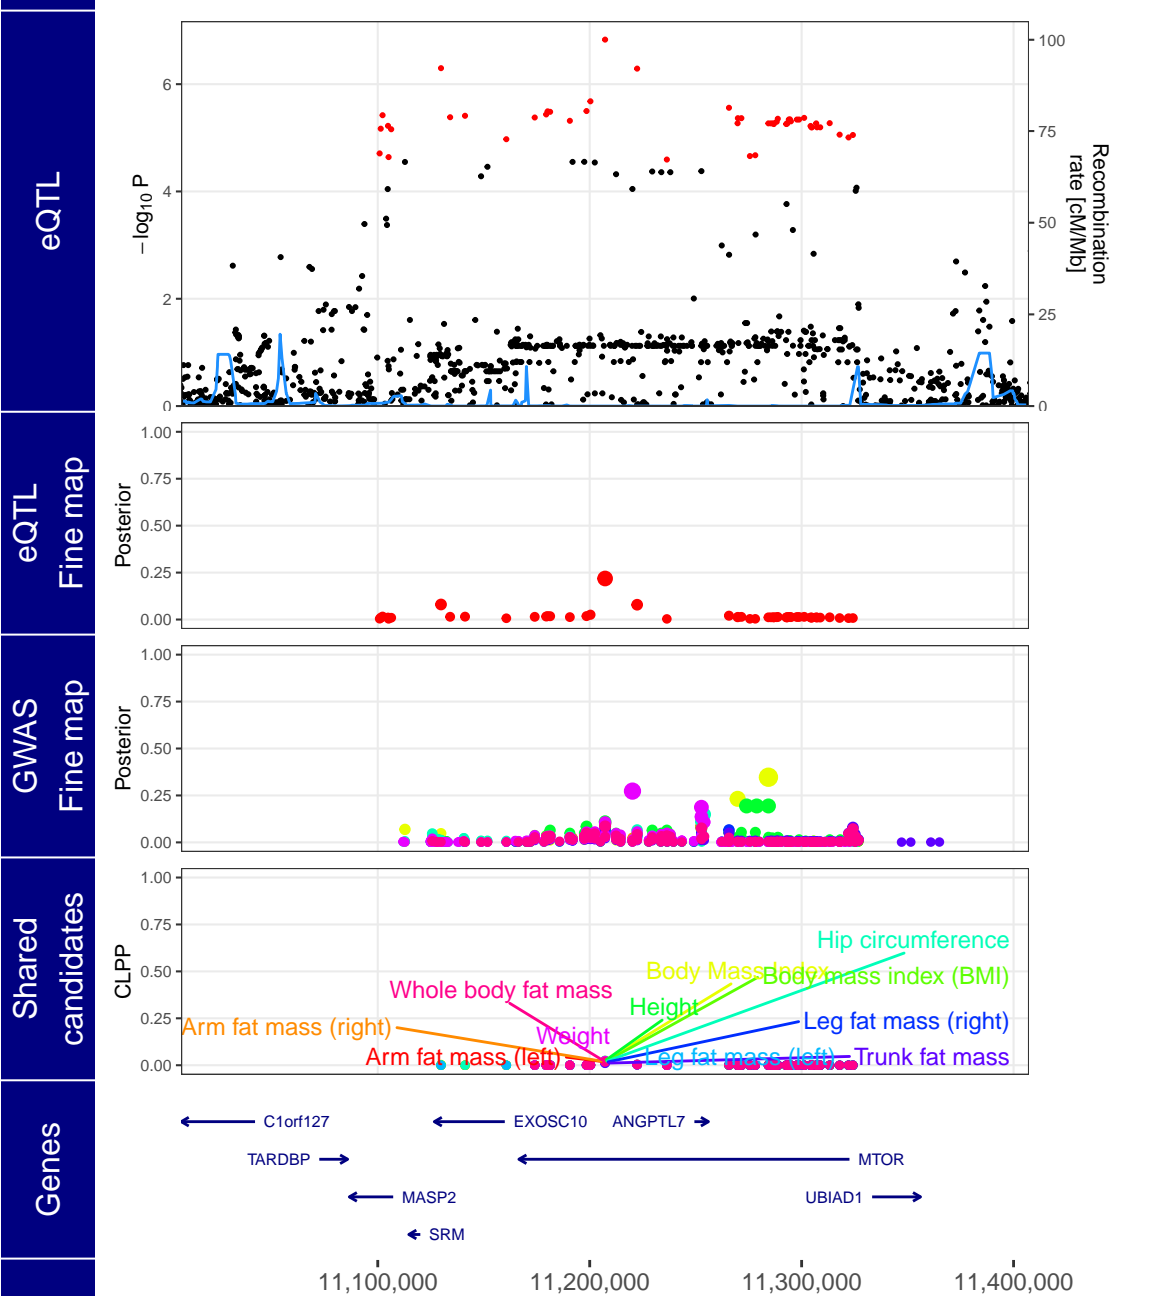 eQTL
−log10 P
6
4
2
0
100
75
50
25
0
Recombination
rate [cM/Mb]
eQTL
Fine map
Posterior
1.00
0.75
0.50
0.25
0.00
GWAS
Fine map
Posterior
1.00
0.75
0.50
0.25
0.00
Shared
candidates
CLPP
1.00
0.75
0.50
0.25
0.00
Hip circumference
Body Mass Index
Body mass index (BMI)
Whole body fat mass
Height
Arm fat mass (right)
Weight
Leg fat mass (right)
Arm fat mass (left)
Leg fat mass (left)
Trunk fat mass
Genes
C1orf127
EXOSC10
ANGPTL7
TARDBP
MTOR
MASP2
UBIAD1
SRM
11,100,000
11,200,000
11,300,000
11,400,000